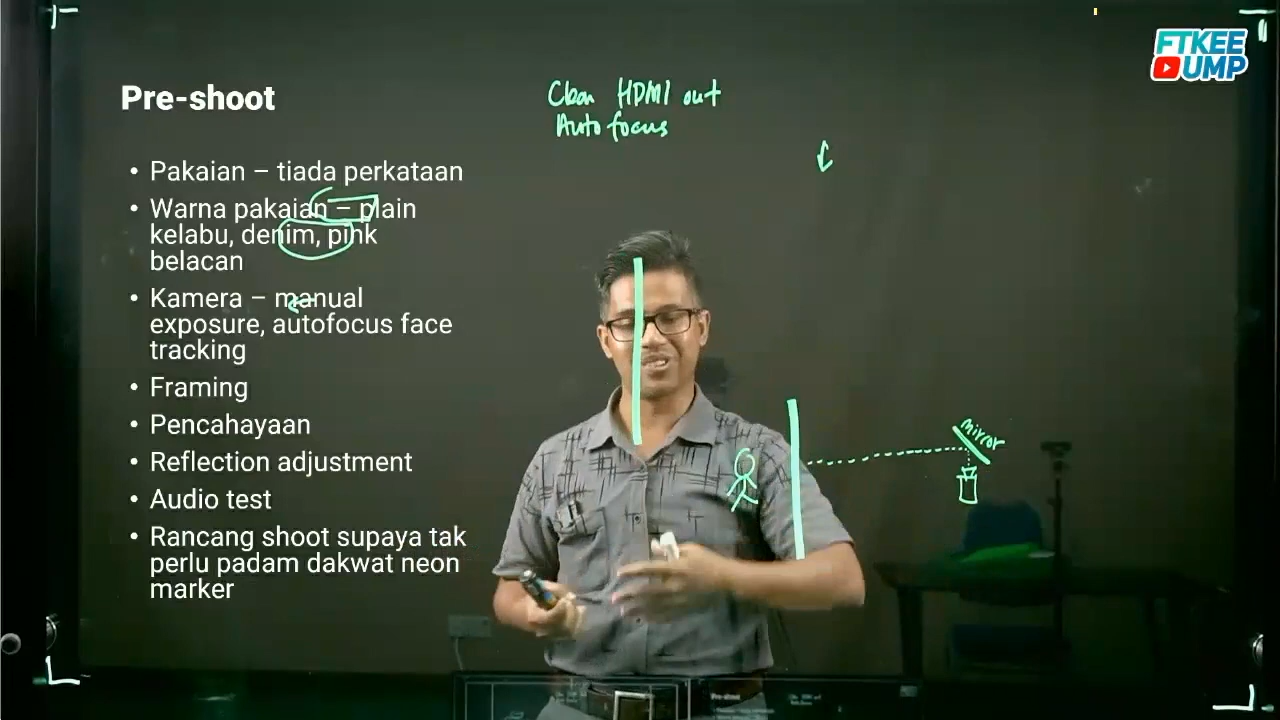 FTKEE
UMP
Pre-shoot
Clean HDMI out
Auto focus
• Pakaian – tiada perkataan
• Warna pakaian – plain
kelabu, denim, pink
belacan
• Kamera – manual
exposure, autofocus face
tracking
• Framing
• Pencahayaan
• Reflection adjustment
• Audio test
• Rancang shoot supaya tak
perlu padam dakwat neon
marker
mirror